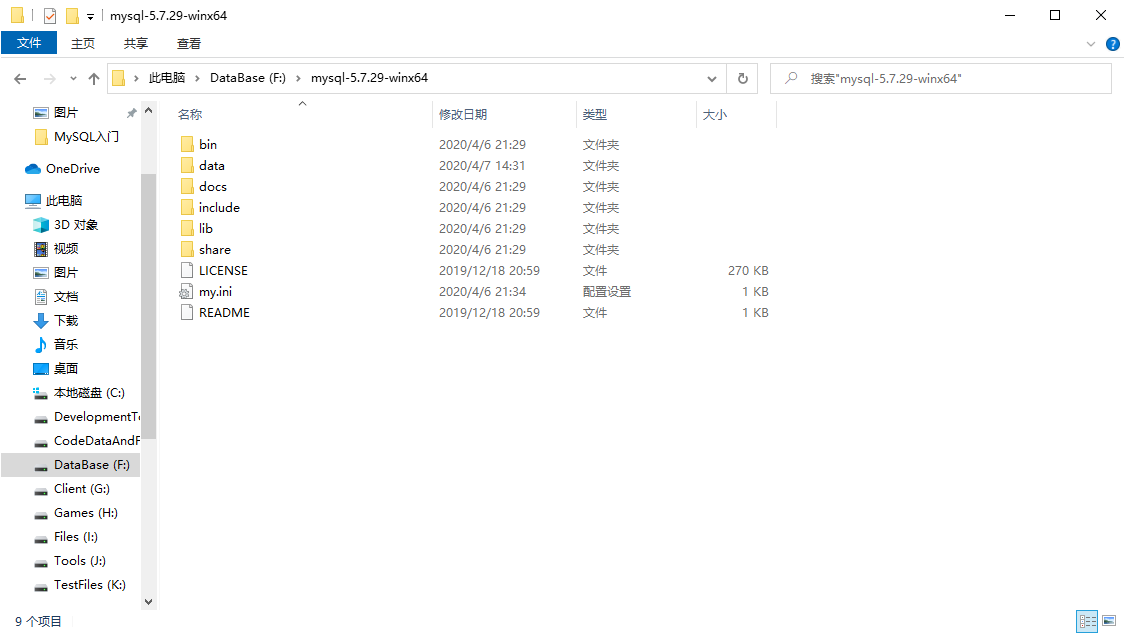 mysql-5.7.29-winx64
文件 主页 共享 查看
此电脑 DataBase (F:) mysql-5.7.29-winx64 搜索"mysql-5.7.29-winx64"
图片
MySQL入门
OneDrive
此电脑
3D 对象
视频
图片
文档
下载
音乐
桌面
本地磁盘 (C:)
DevelopmentTo
CodeDataAndF
DataBase (F:)
Client (G:)
Games (H:)
Files (I:)
Tools (J:)
TestFiles (K:)
名称 修改日期 类型 大小
bin 2020/4/6 21:29 文件夹
data 2020/4/7 14:31 文件夹
docs 2020/4/6 21:29 文件夹
include 2020/4/6 21:29 文件夹
lib 2020/4/6 21:29 文件夹
share 2020/4/6 21:29 文件夹
LICENSE 2019/12/18 20:59 文件 270 KB
my.ini 2020/4/6 21:34 配置设置 1 KB
README 2019/12/18 20:59 文件 1 KB
9 个项目